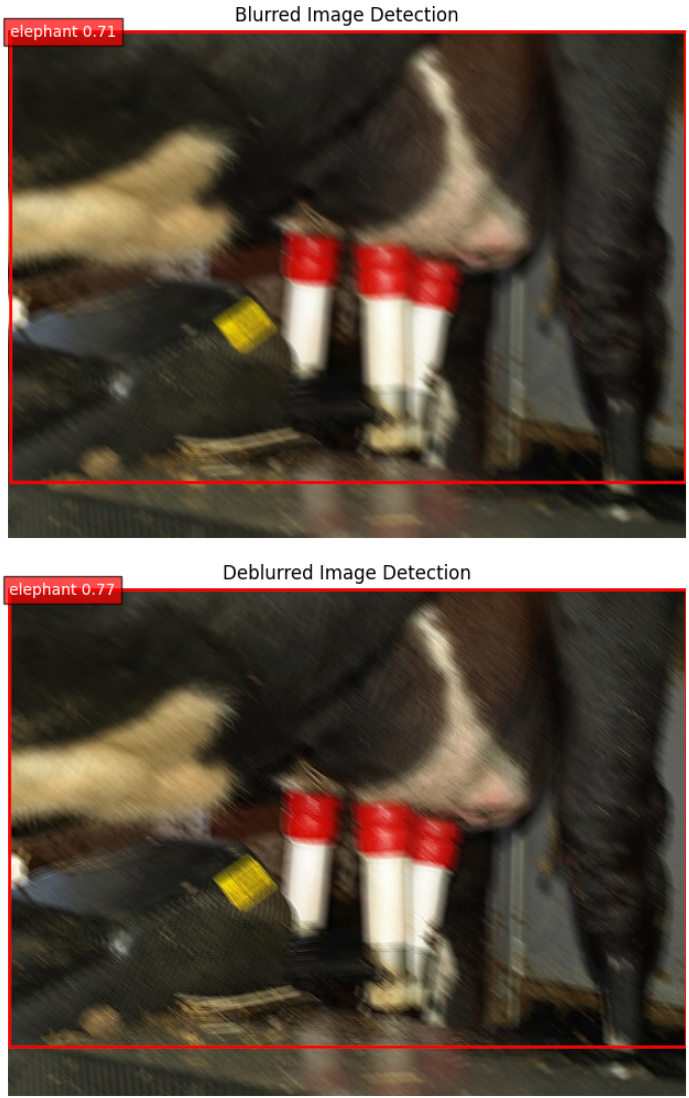 Blurred Image Detection
elephant 0.71
Deblurred Image Detection
elephant 0.77